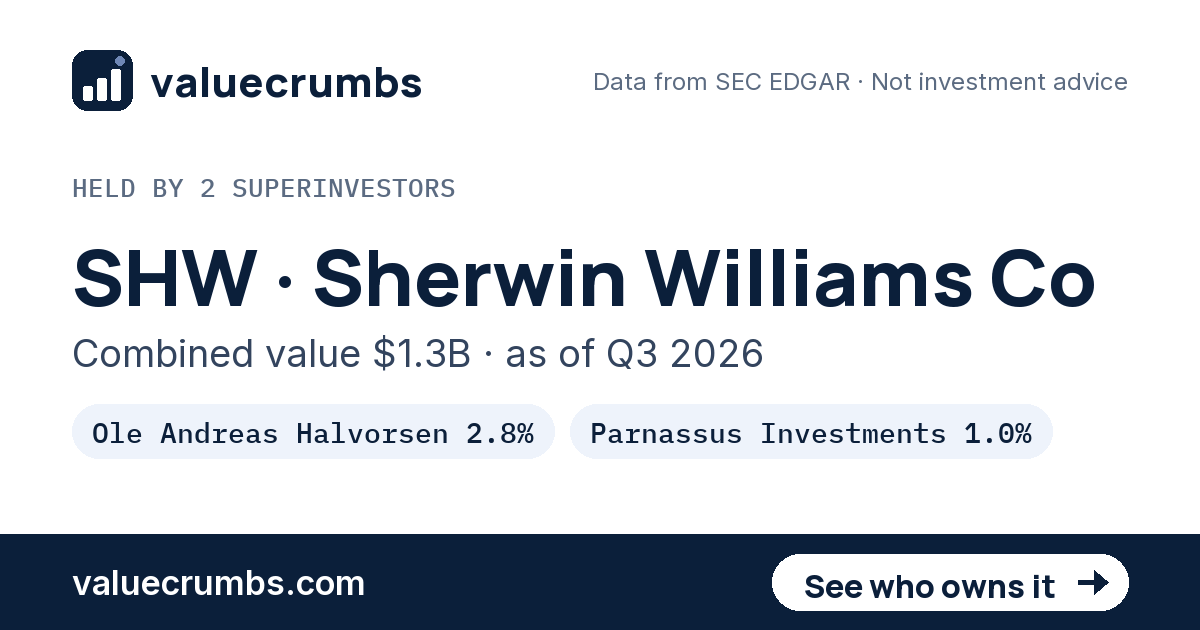 valuecrumbs
Data from SEC EDGAR · Not investment advice
HELD BY 2 SUPERINVESTORS
SHW · Sherwin Williams Co
Combined value $1.3B · as of Q3 2026
Ole Andreas Halvorsen 2.8%
Parnassus Investments 1.0%
valuecrumbs.com
See who owns it →